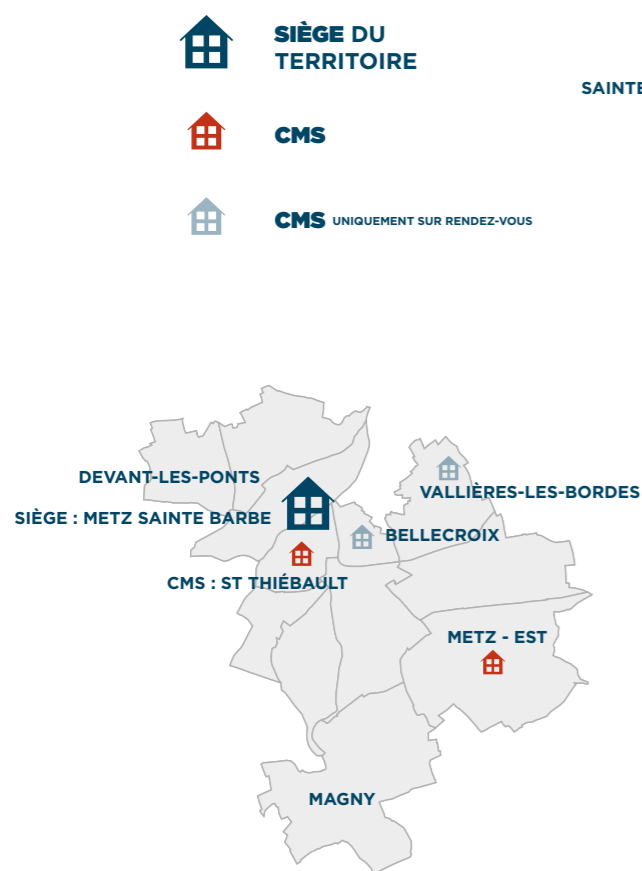 SIÈGE DU
TERRITOIRE
SAINTE
CMS
CMS UNIQUEMENT SUR RENDEZ-VOUS
DEVANT-LES-PONTS
VALLIÈRES-LES-BORDES
SIÈGE : METZ SAINTE BARBE
BELLECROIX
CMS : ST THIÉBAULT
METZ - EST
MAGNY